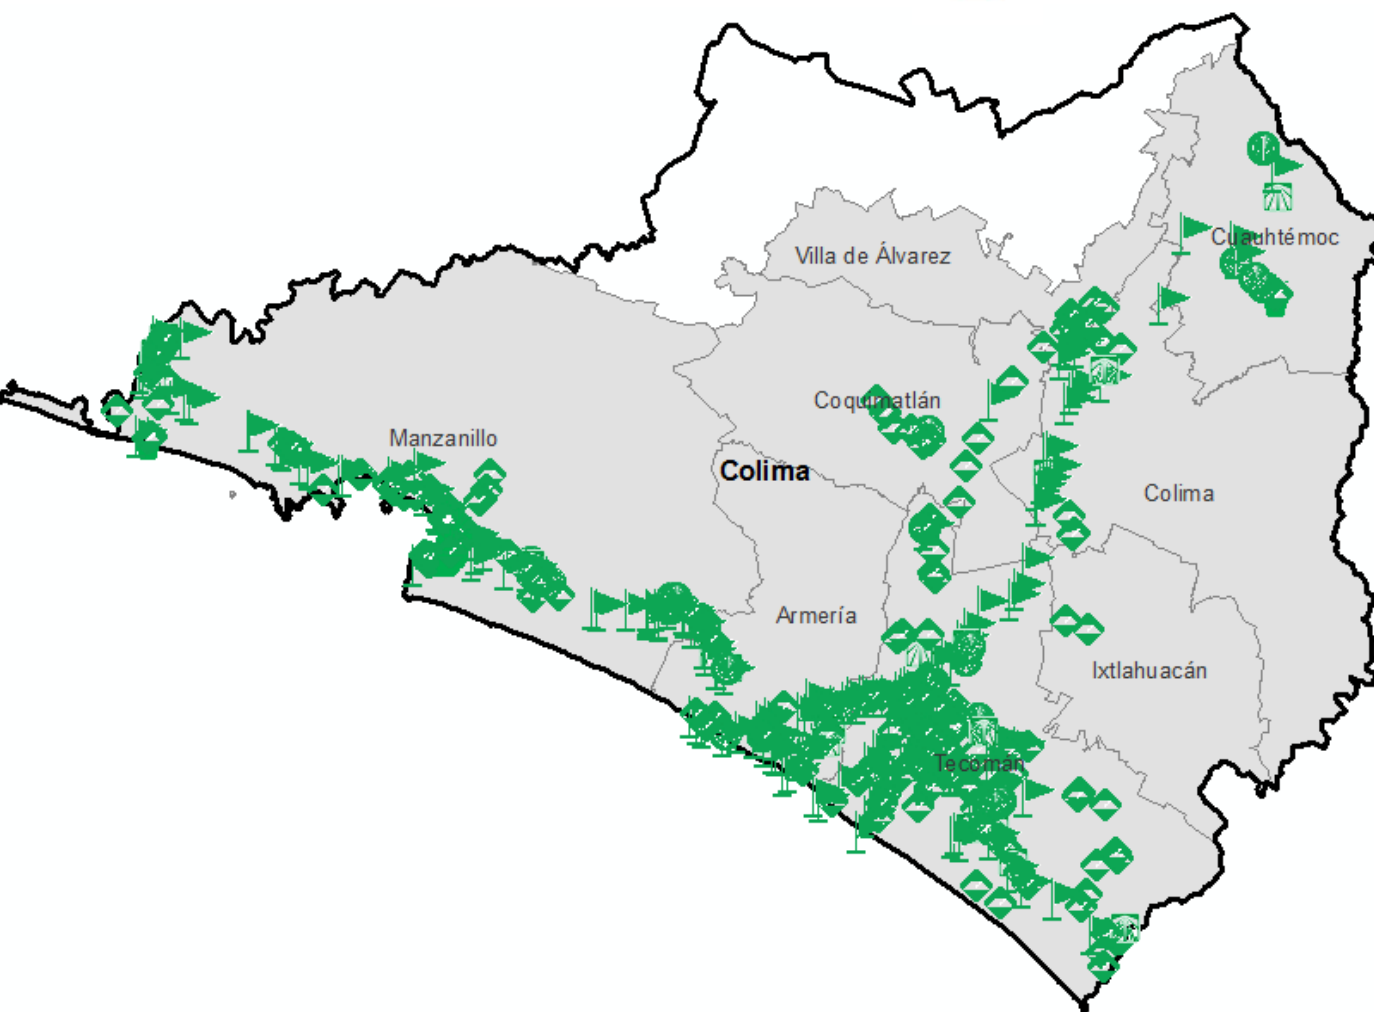 Cuauhtémoc
Villa de Álvarez
Coquimatlán
Manzanillo
Colima
Colima
Armería
Ixtlahuacán
Tecomán